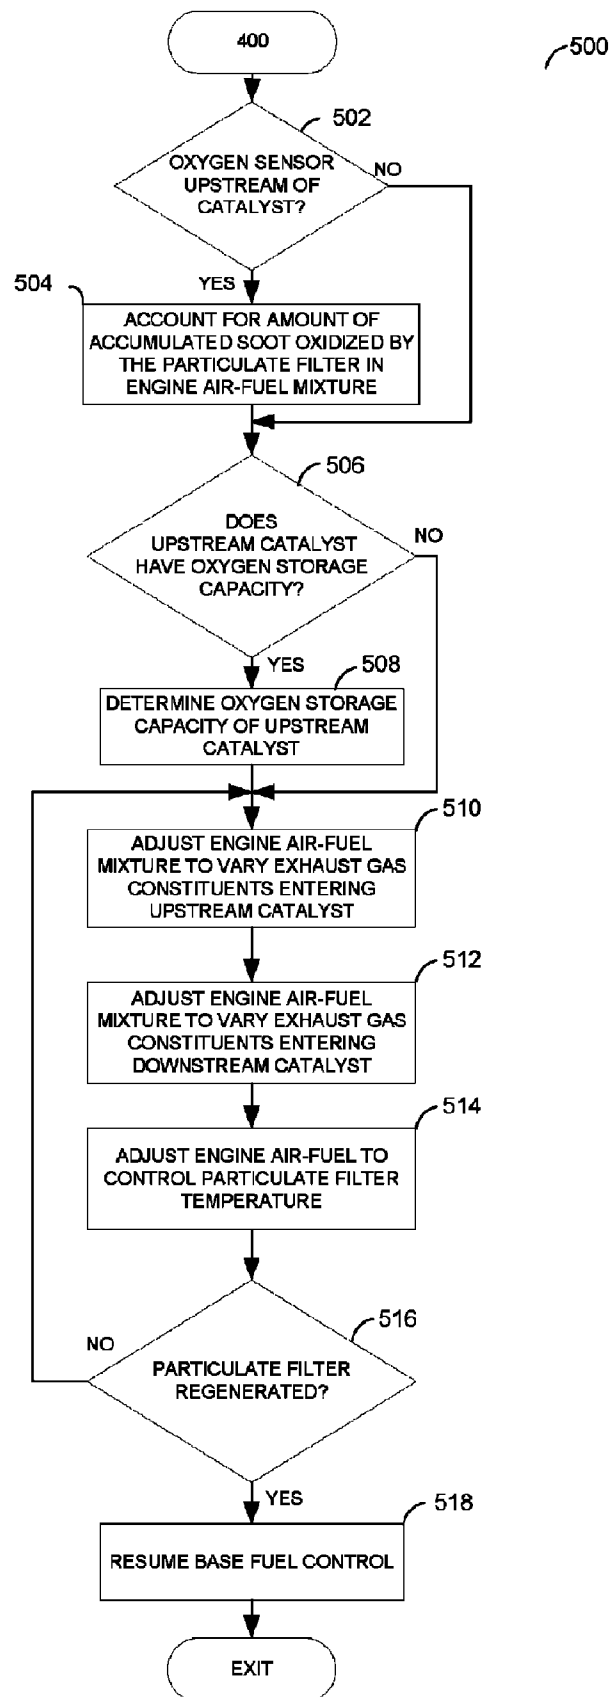 400
500
502
OXYGEN SENSOR
UPSTREAM OF
CATALYST?
NO
YES
504
ACCOUNT FOR AMOUNT OF
ACCUMULATED SOOT OXIDIZED BY
THE PARTICULATE FILTER IN
ENGINE AIR-FUEL MIXTURE
506
DOES
UPSTREAM CATALYST
HAVE OXYGEN STORAGE
CAPACITY?
NO
YES
508
DETERMINE OXYGEN STORAGE
CAPACITY OF UPSTREAM
CATALYST
510
ADJUST ENGINE AIR-FUEL
MIXTURE TO VARY EXHAUST GAS
CONSTITUENTS ENTERING
UPSTREAM CATALYST
512
ADJUST ENGINE AIR-FUEL
MIXTURE TO VARY EXHAUST GAS
CONSTITUENTS ENTERING
DOWNSTREAM CATALYST
514
ADJUST ENGINE AIR-FUEL TO
CONTROL PARTICULATE FILTER
TEMPERATURE
516
NO
PARTICULATE FILTER
REGENERATED?
YES
518
RESUME BASE FUEL CONTROL
EXIT